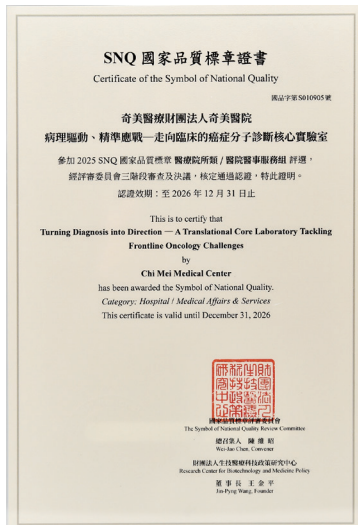 SNQ 國家品質標章證書
Certificate of the Symbol of National Quality
國品字第S010905號
奇美醫療財團法人奇美醫院
病理驅動、精準應戰—走向臨床的癌症分子診斷核心實驗室
參加 2025 SNQ 國家品質標章 醫療院所類 / 醫院醫事服務組 評選,
經評審委員會三階段審查及決議,核定通過認證,特此證明。
認證效期:至 2026 年 12 月 31 日止
This is to certify that
Turning Diagnosis into Direction — A Translational Core Laboratory Tackling
Frontline Oncology Challenges
by
Chi Mei Medical Center
has been awarded the Symbol of National Quality.
Category: Hospital / Medical Affairs & Services
This certificate is valid until December 31, 2026
國家品質標章評審委員會
The Symbol of National Quality Review Committee
總召集人 陳維昭
Wei-Jao Chen, Convener
財團法人生技醫療科技政策研究中心
Research Center for Biotechnology and Medicine Policy
董事長 王金平
Jin-Pyng Wang, Founder